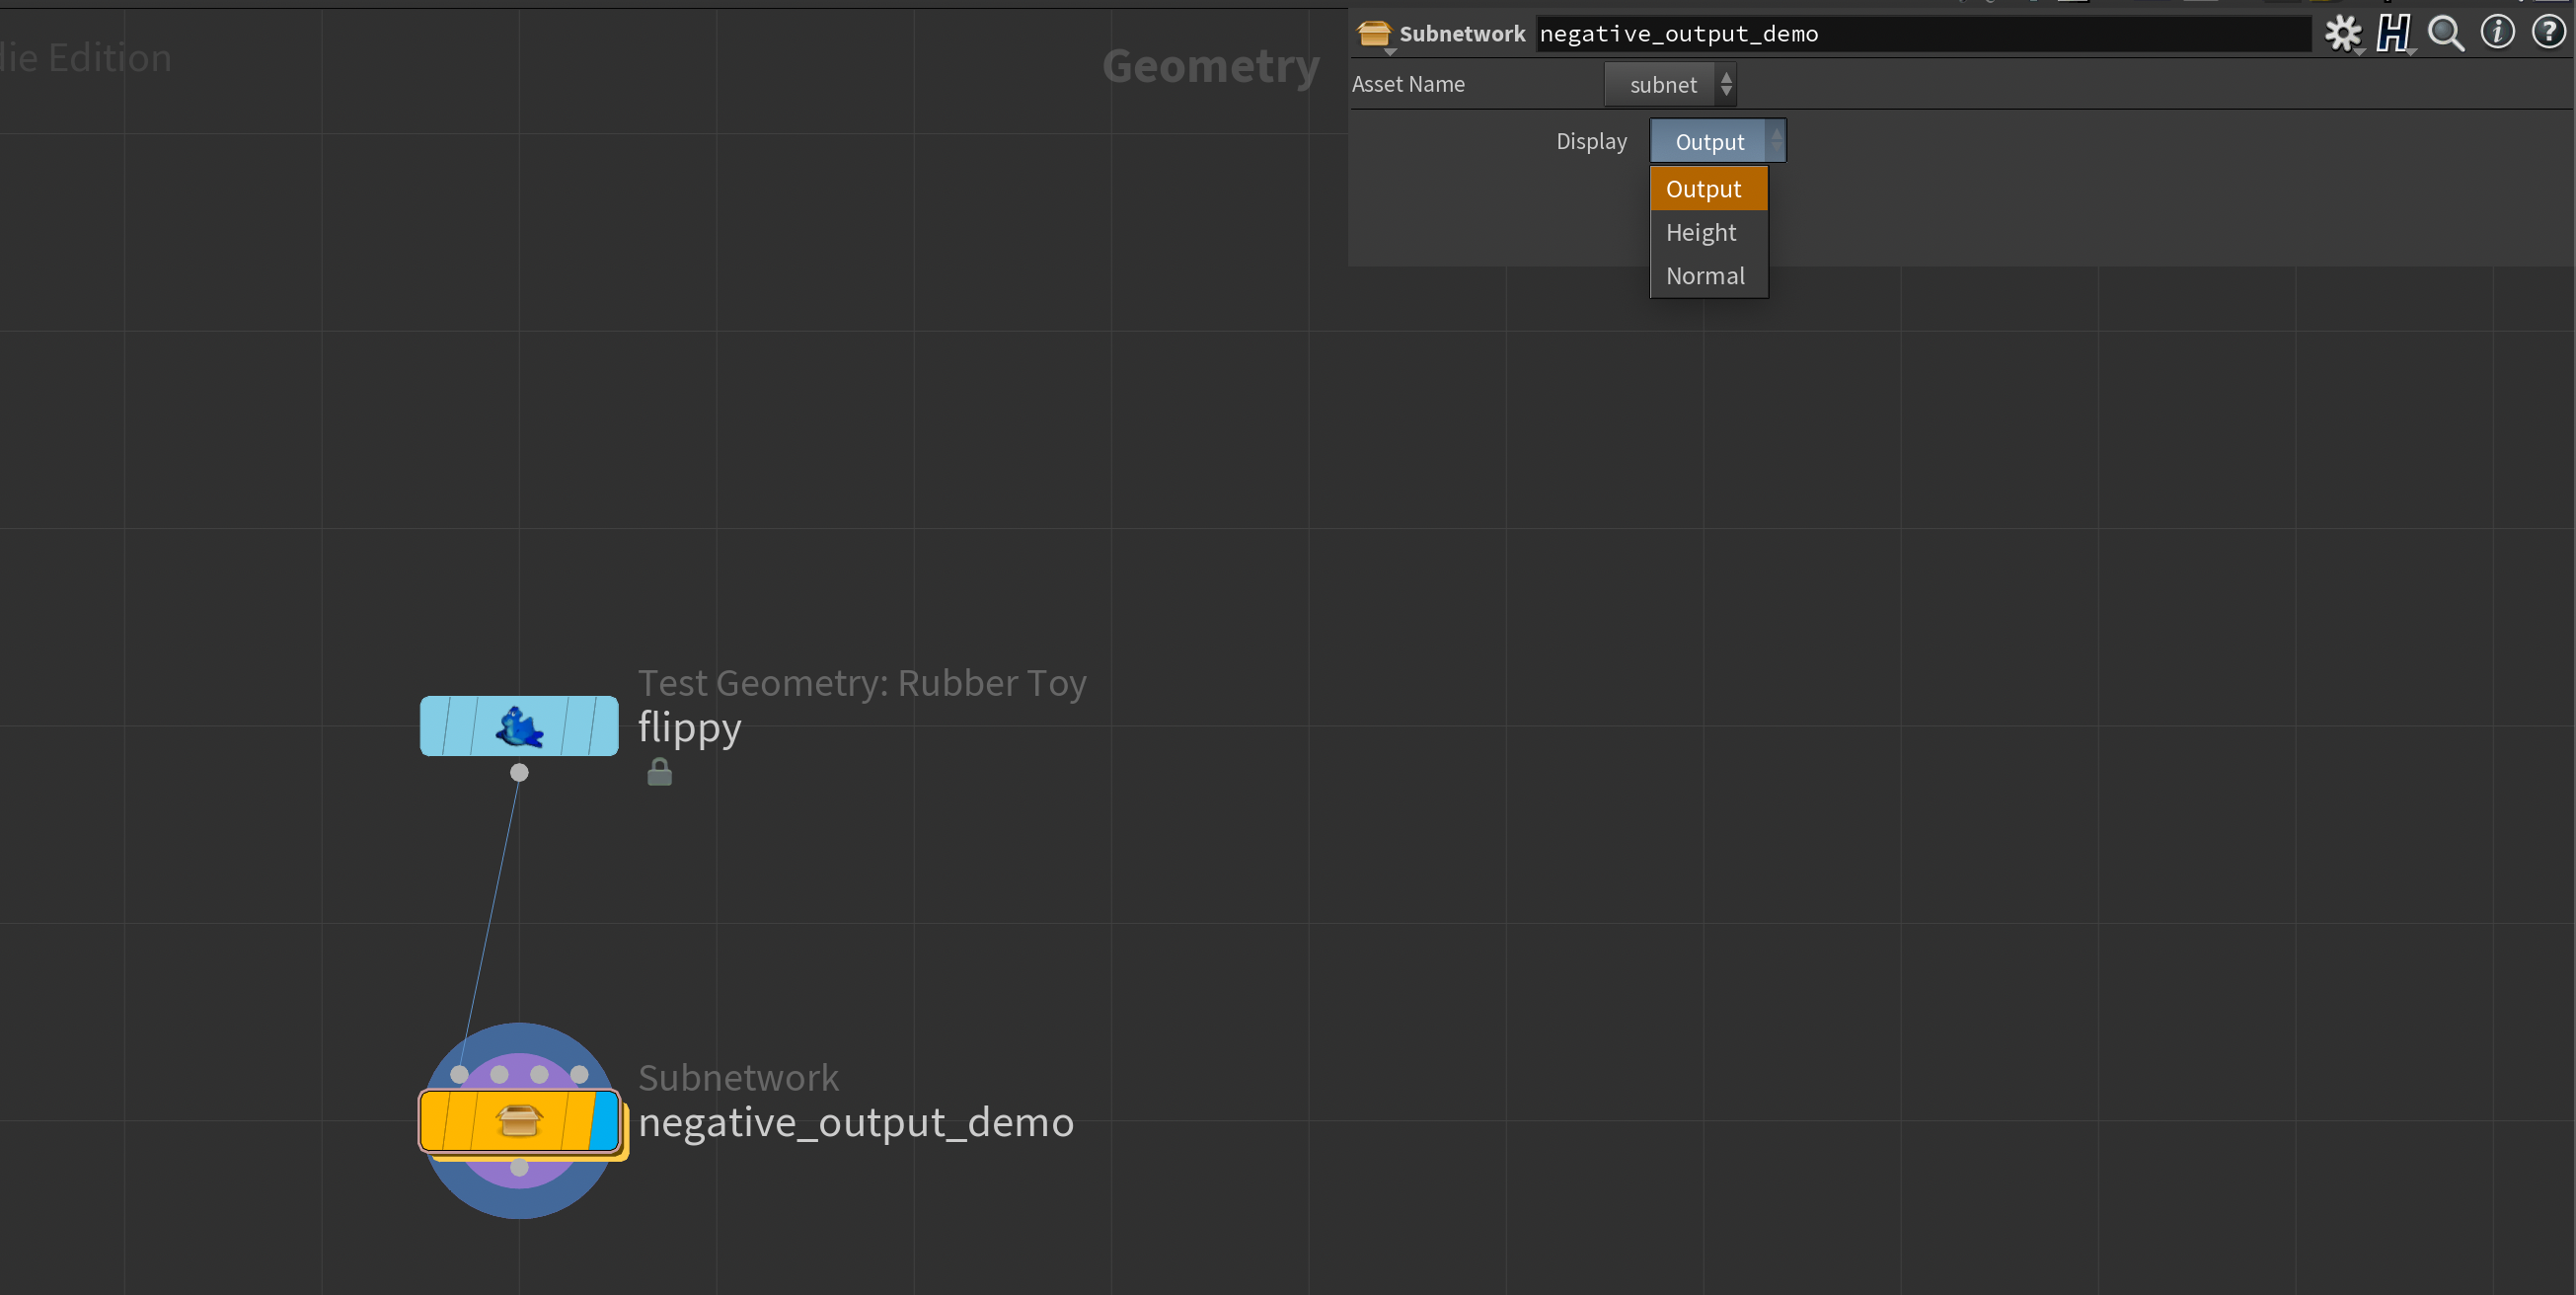 die Edition
Geometry
Subnetwork negative_output_demo
Asset Name subnet
Display Output
Output
Height
Normal
Test Geometry: Rubber Toy
flippy
Subnetwork
negative_output_demo